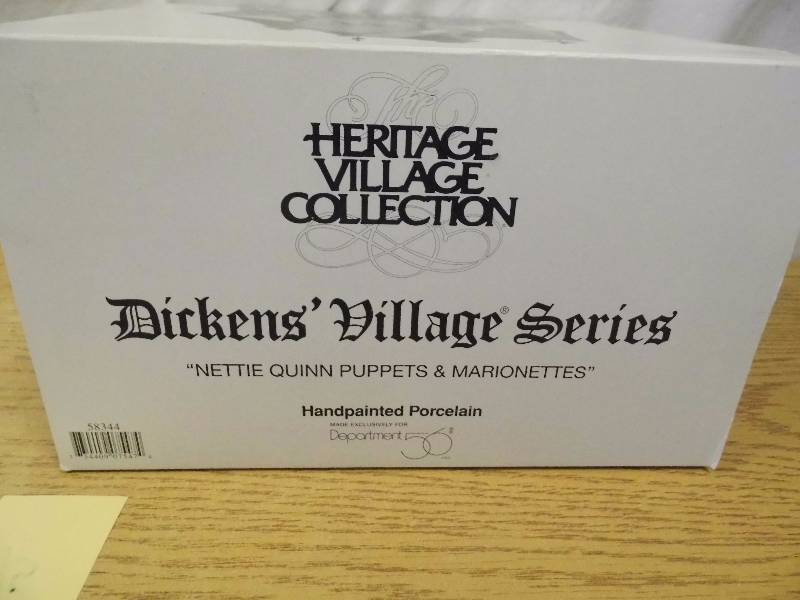 The
HERITAGE
VILLAGE
COLLECTION
Dickens' Village® Series
"NETTIE QUINN PUPPETS & MARIONETTES"
Handpainted Porcelain
MADE EXCLUSIVELY FOR
Department 56®
58344